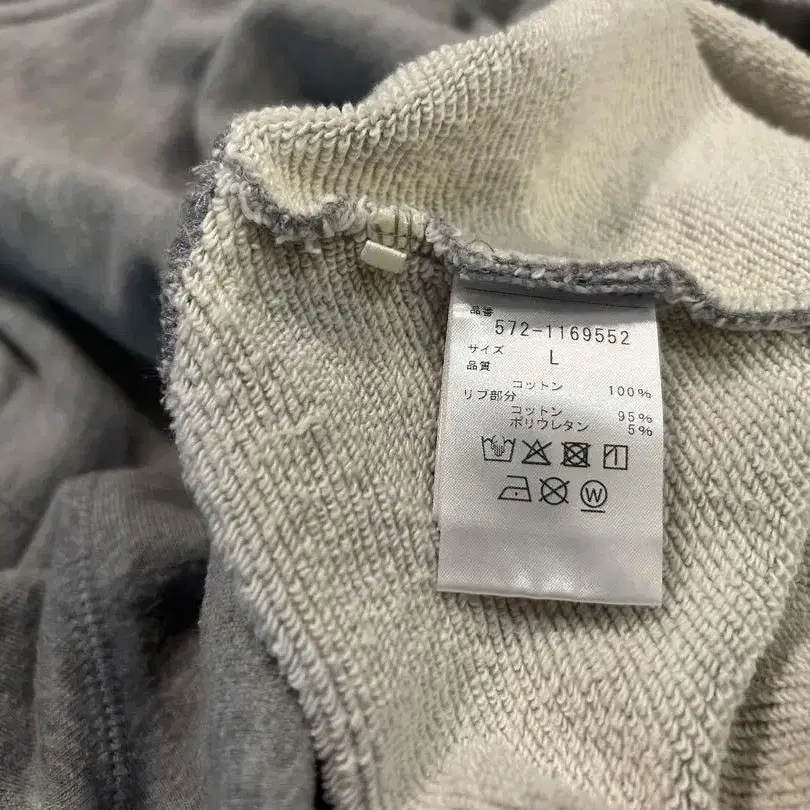 品番
572-1169552
サイズ L
品質
コットン 100%
リブ部分
コットン 95%
ポリウレタン 5%
W